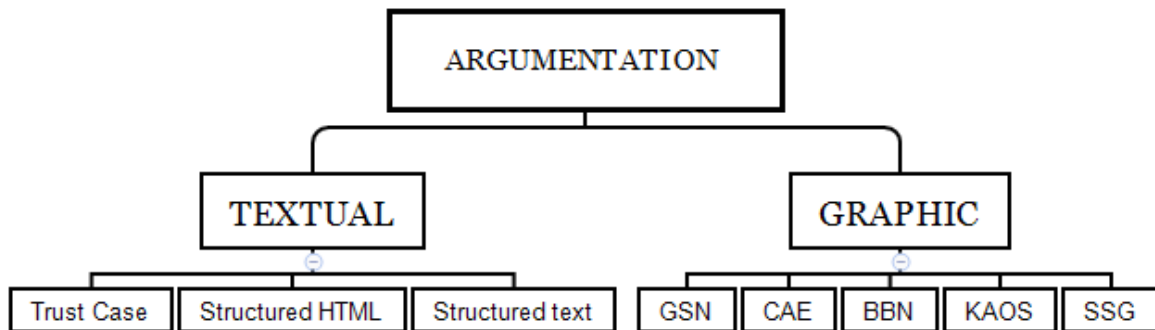 ARGUMENTATION
TEXTUAL
GRAPHIC
Trust Case
Structured HTML
Structured text
GSN
CAE
BBN
KAOS
SSG